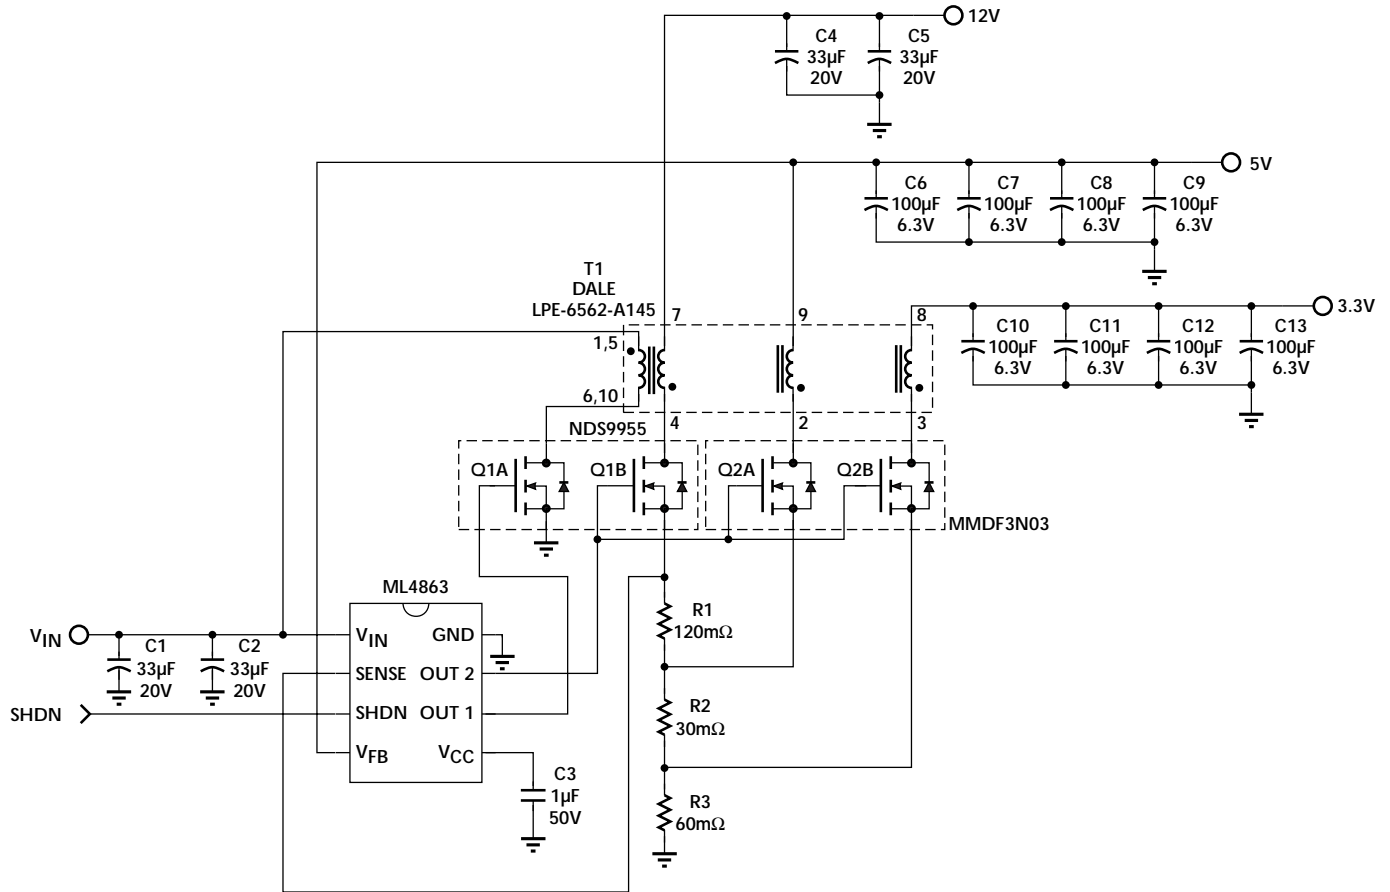 12V
C4
33µF
20V
C5
33µF
20V
5V
C6
100µF
6.3V
C7
100µF
6.3V
C8
100µF
6.3V
C9
100µF
6.3V
T1
DALE
LPE-6562-A145
7
9
8
3.3V
C10
100µF
6.3V
C11
100µF
6.3V
C12
100µF
6.3V
C13
100µF
6.3V
1,5
6,10
NDS9955
4
2
3
Q1A
Q1B
Q2A
Q2B
MMDF3N03
ML4863
VIN
C1
33µF
20V
C2
33µF
20V
VIN
GND
SENSE
OUT 2
SHDN
SHDN
OUT 1
VFB
VCC
C3
1µF
50V
R1
120mΩ
R2
30mΩ
R3
60mΩ